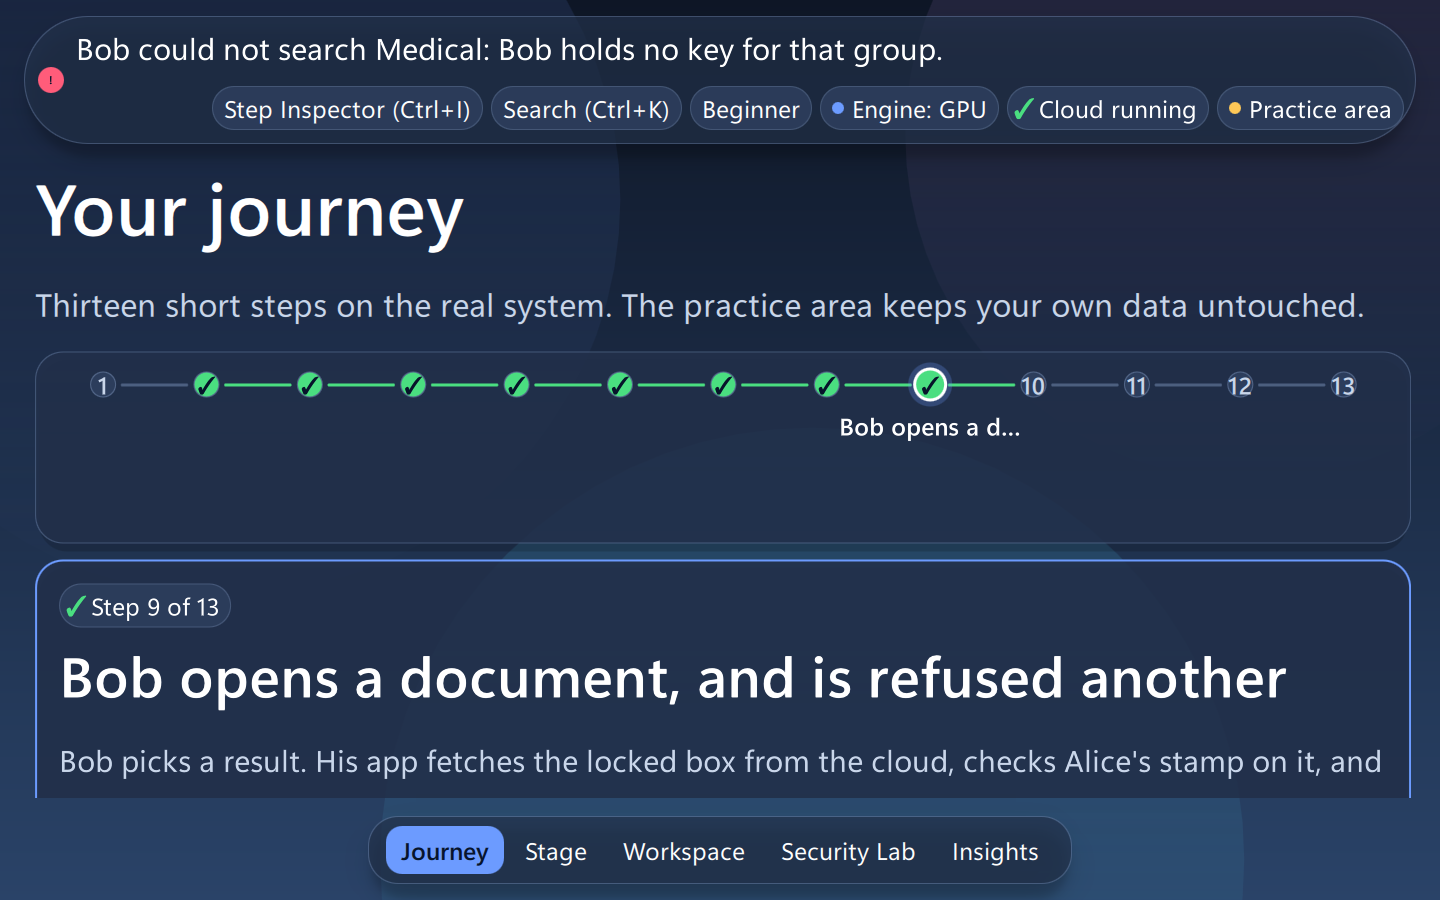 Bob could not search Medical: Bob holds no key for that group.
!
Step Inspector (Ctrl+I) Search (Ctrl+K) Beginner Engine: GPU ✓ Cloud running Practice area
Your journey
Thirteen short steps on the real system. The practice area keeps your own data untouched.
1 ✓ ✓ ✓ ✓ ✓ ✓ ✓ ✓ 10 11 12 13
Bob opens a d...
✓ Step 9 of 13
Bob opens a document, and is refused another
Bob picks a result. His app fetches the locked box from the cloud, checks Alice's stamp on it, and
Journey Stage Workspace Security Lab Insights